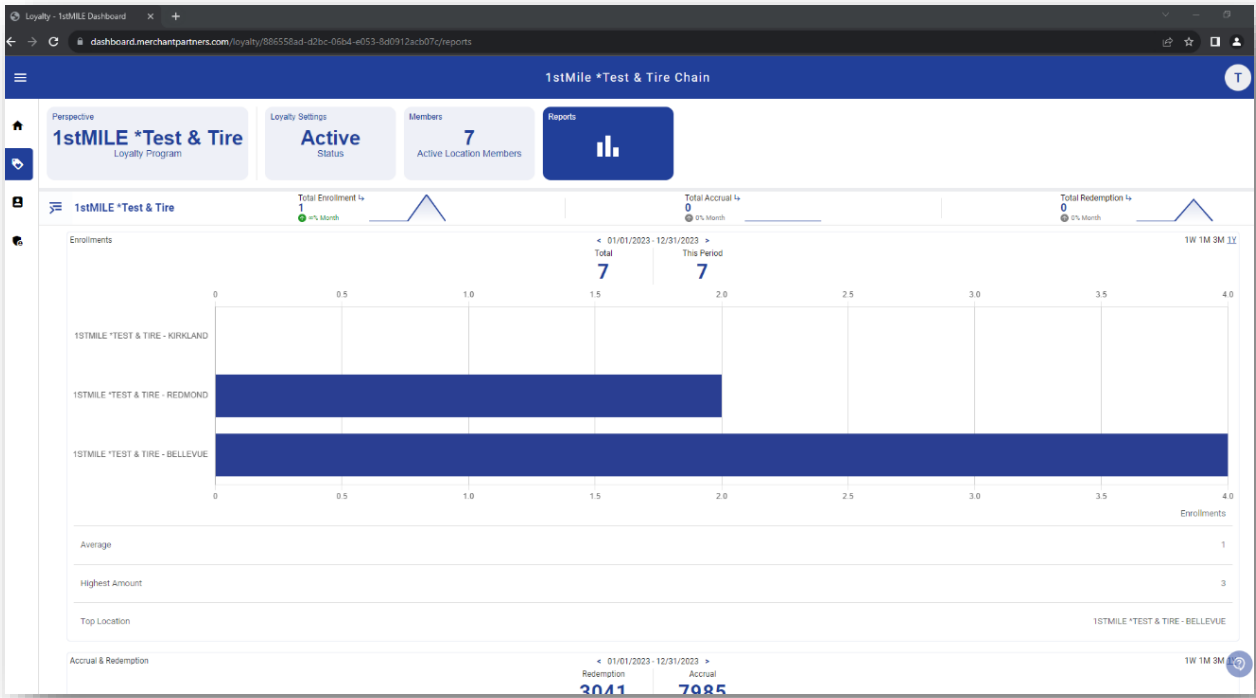 Loyalty - 1stMILE Dashboard
dashboard.merchantpartners.com/loyalty/886558ad-d2bc-06b4-e053-8d0912acb07c/reports
1stMile *Test & Tire Chain
T
Perspective
1stMILE *Test & Tire
Loyalty Program
Loyalty Settings
Active
Status
Members
7
Active Location Members
Reports
1stMILE *Test & Tire
Total Enrollment
1
∞% Month
Total Accrual
0
0% Month
Total Redemption
0
0% Month
Enrollments
< 01/01/2023 - 12/31/2023 >
1W 1M 3M 1Y
Total This Period
7 7
0 0.5 1.0 1.5 2.0 2.5 3.0 3.5 4.0
1STMILE *TEST & TIRE - KIRKLAND
1STMILE *TEST & TIRE - REDMOND
1STMILE *TEST & TIRE - BELLEVUE
0 0.5 1.0 1.5 2.0 2.5 3.0 3.5 4.0
Enrollments
Average 1
Highest Amount 3
Top Location 1STMILE *TEST & TIRE - BELLEVUE
Accrual & Redemption
< 01/01/2023 - 12/31/2023 >
1W 1M 3M
Redemption Accrual
3041 7985